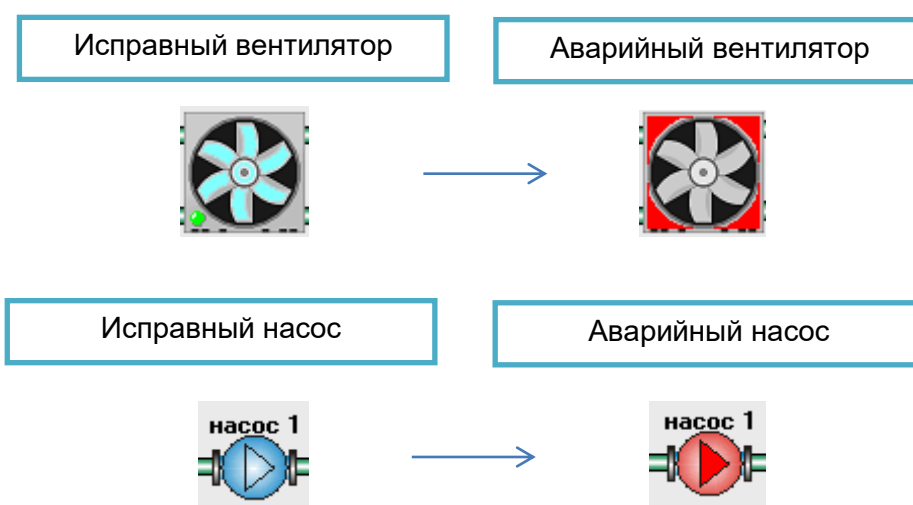 Исправный вентилятор
Аварийный вентилятор
Исправный насос
Аварийный насос
насос 1
насос 1